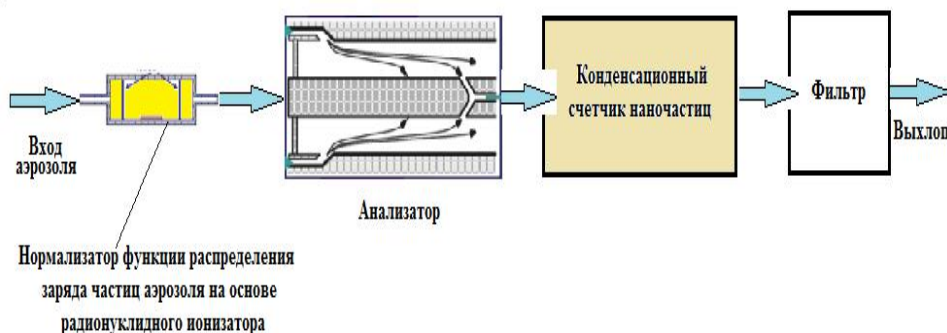 Вход
аэрозоля
Нормализатор функции распределения
заряда частиц аэрозоля на основе
радионуклидного ионизатора
Анализатор
Конденсационный
счетчик наночастиц
Фильтр
Выхлоп